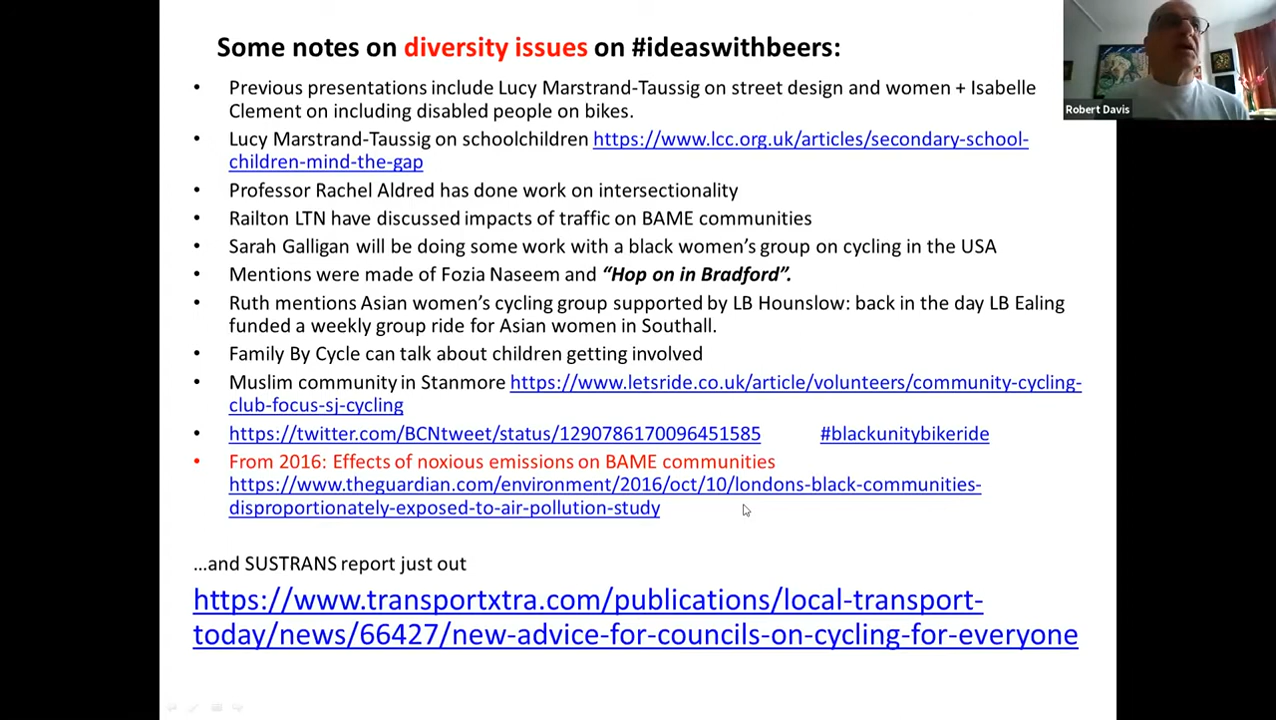 Some notes on diversity issues on #ideaswithbeers:
Robert Davis
• Previous presentations include Lucy Marstrand-Taussig on street design and women + Isabelle
Clement on including disabled people on bikes.
• Lucy Marstrand-Taussig on schoolchildren https://www.lcc.org.uk/articles/secondary-school-
children-mind-the-gap
• Professor Rachel Aldred has done work on intersectionality
• Railton LTN have discussed impacts of traffic on BAME communities
• Sarah Galligan will be doing some work with a black women’s group on cycling in the USA
• Mentions were made of Fozia Naseem and “Hop on in Bradford”.
• Ruth mentions Asian women’s cycling group supported by LB Hounslow: back in the day LB Ealing
funded a weekly group ride for Asian women in Southall.
• Family By Cycle can talk about children getting involved
• Muslim community in Stanmore https://www.letsride.co.uk/article/volunteers/community-cycling-
club-focus-sj-cycling
• https://twitter.com/BCNtweet/status/1290786170096451585 #blackunitybikeride
• From 2016: Effects of noxious emissions on BAME communities
https://www.theguardian.com/environment/2016/oct/10/londons-black-communities-
disproportionately-exposed-to-air-pollution-study
…and SUSTRANS report just out
https://www.transportxtra.com/publications/local-transport-
today/news/66427/new-advice-for-councils-on-cycling-for-everyone